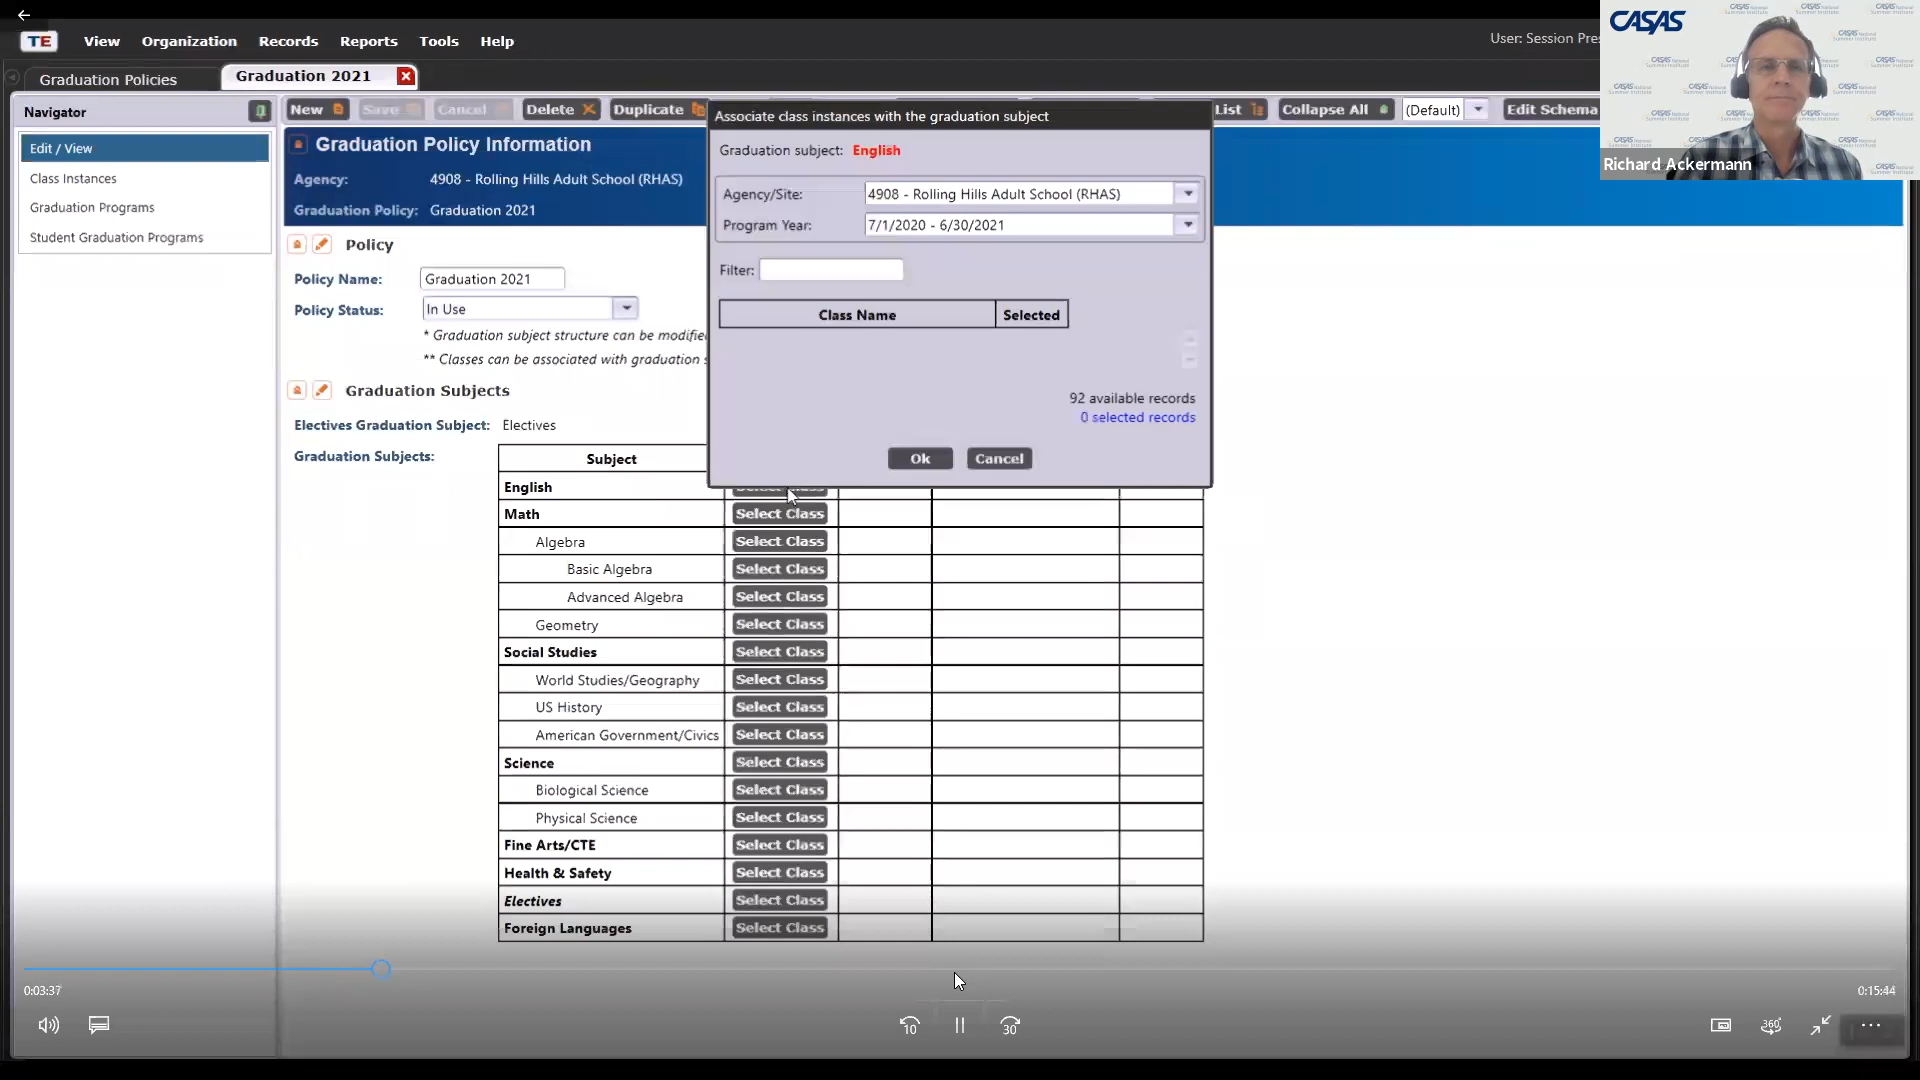 TE View Organization Records Reports Tools Help
User: Session Pres
CASAS
Graduation Policies
Graduation 2021
Richard Ackermann
Navigator
Edit / View
Class Instances
Graduation Programs
Student Graduation Programs
New Save Cancel Delete Duplicate List Collapse All (Default) Edit Schema
Graduation Policy Information
Agency: 4908 - Rolling Hills Adult School (RHAS)
Graduation Policy: Graduation 2021
Policy
Policy Name: Graduation 2021
Policy Status: In Use
* Graduation subject structure can be modifie
** Classes can be associated with graduation s
Graduation Subjects
Electives Graduation Subject: Electives
Graduation Subjects:
Associate class instances with the graduation subject
Graduation subject: English
Agency/Site: 4908 - Rolling Hills Adult School (RHAS)
Program Year: 7/1/2020 - 6/30/2021
Filter:
Class Name Selected
92 available records
0 selected records
Ok Cancel
Subject
English Select Class
Math Select Class
Algebra Select Class
Basic Algebra Select Class
Advanced Algebra Select Class
Geometry Select Class
Social Studies Select Class
World Studies/Geography Select Class
US History Select Class
American Government/Civics Select Class
Science Select Class
Biological Science Select Class
Physical Science Select Class
Fine Arts/CTE Select Class
Health & Safety Select Class
Electives Select Class
Foreign Languages Select Class
0:03:37
0:15:44
10
30
360